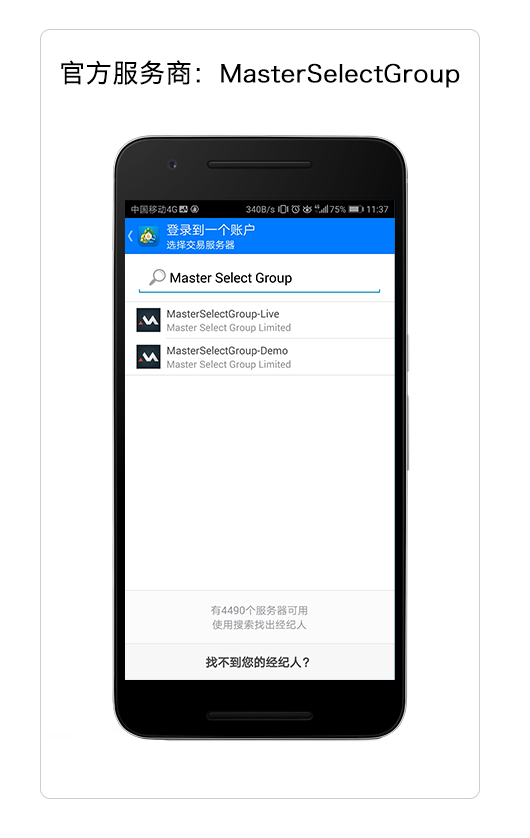 官方服务商：MasterSelectGroup
中国移动4G 340B/s 4G 75% 11:37
登录到一个账户
选择交易服务器
Master Select Group
MasterSelectGroup-Live
Master Select Group Limited
MasterSelectGroup-Demo
Master Select Group Limited
有4490个服务器可用
使用搜索找出经纪人
找不到您的经纪人？